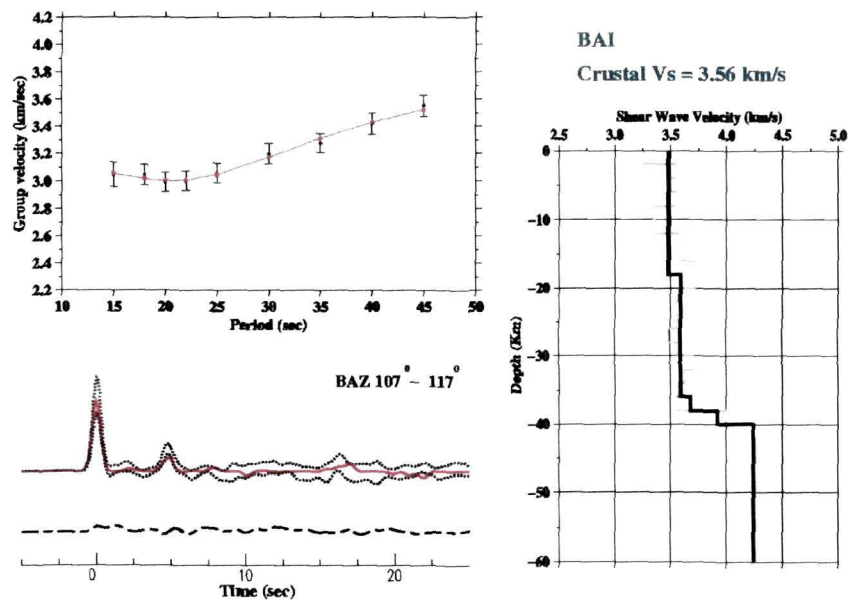 4.2
4.0
3.8
3.6
3.4
3.2
3.0
2.8
2.6
2.4
2.2
Group velocity (km/sec)
10 15 20 25 30 35 40 45 50
Period (sec)
BAZ 107° ~ 117°
0 10 20
Time (sec)
BAI
Crustal Vs = 3.56 km/s
Shear Wave Velocity (km/s)
2.5 3.0 3.5 4.0 4.5 5.0
0
-10
-20
-30
-40
-50
-60
Depth (Km)